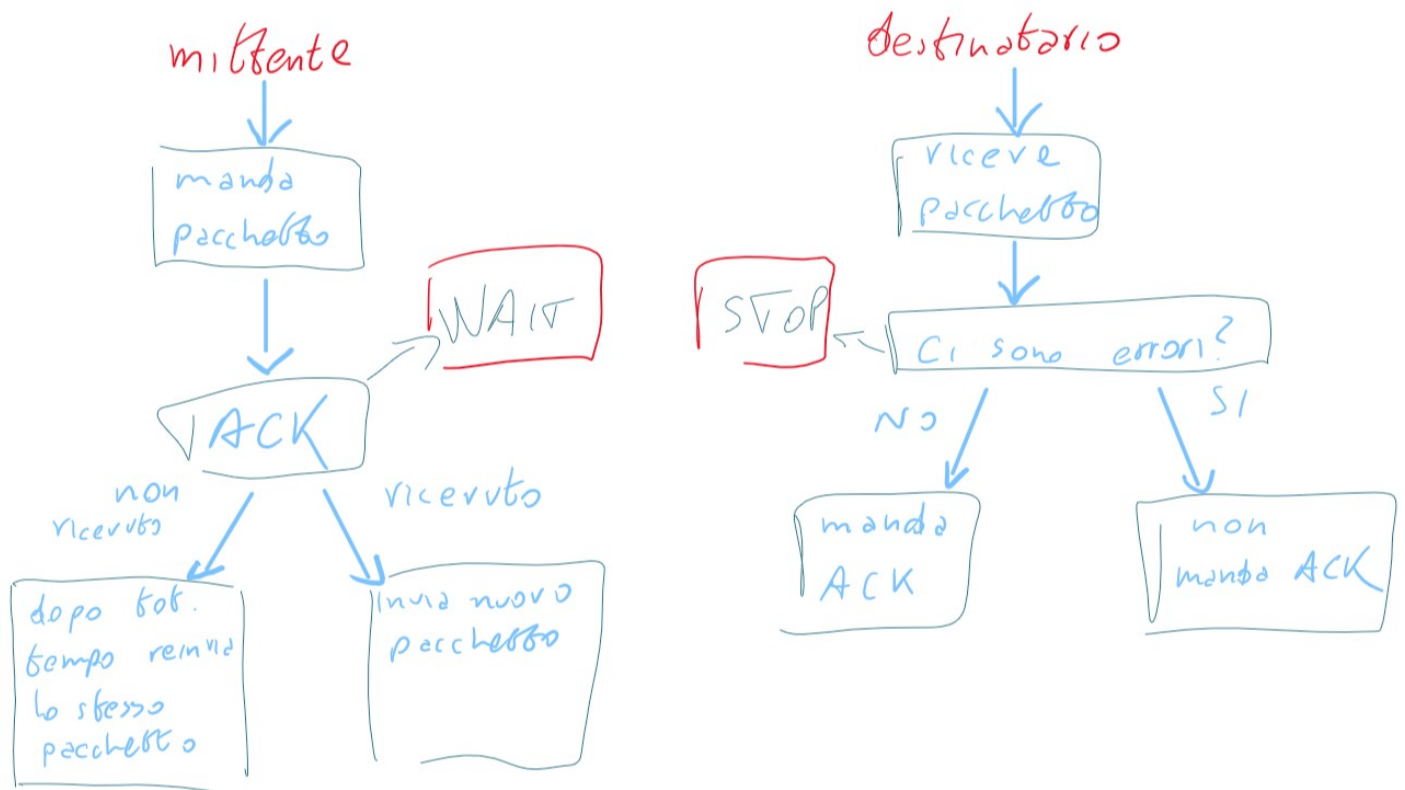 mittente
manda
pacchetto
WAIT
ACK
non
ricevuto
ricevuto
dopo tot.
tempo reinvia
lo stesso
pacchetto
invia nuovo
pacchetto
destinatario
riceve
pacchetto
STOP
Ci sono errori?
NO
SI
manda
ACK
non
manda ACK